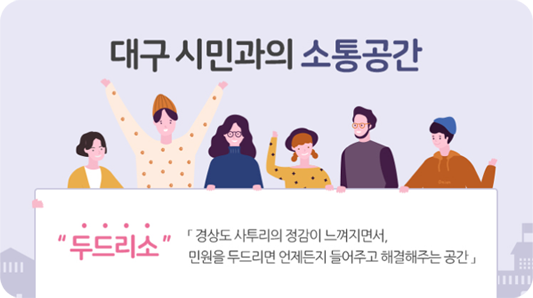 대구 시민과의 소통공간
“두드리소”
「 경상도 사투리의 정감이 느껴지면서,
민원을 두드리면 언제든지 들어주고 해결해주는 공간 」